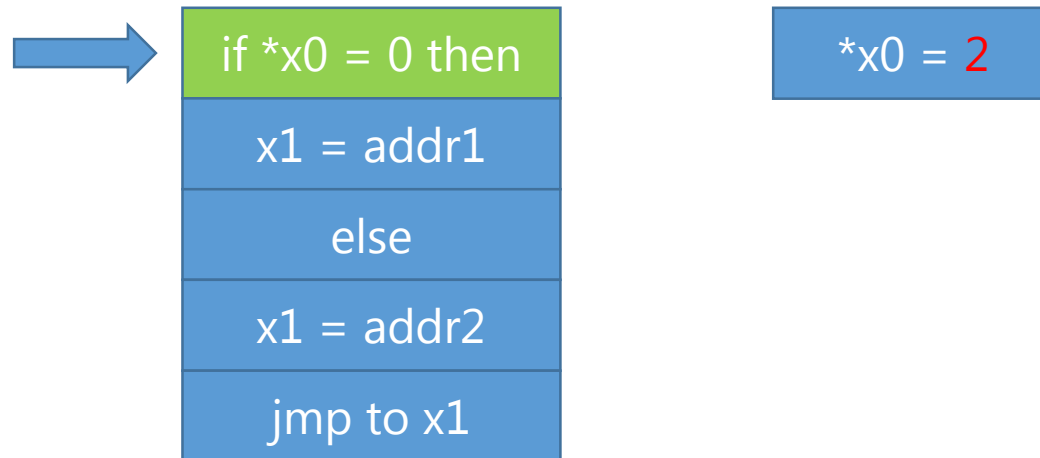 if *x0 = 0 then
*x0 = 2
x1 = addr1
else
x1 = addr2
jmp to x1